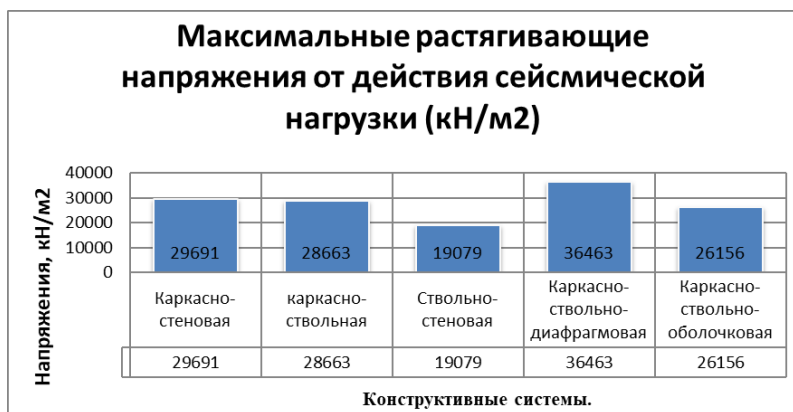 Максимальные растягивающие
напряжения от действия сейсмической
нагрузки (кН/м2)
Напряжения, кН/м2
40000
30000
20000
10000
0
29691 28663 19079 36463 26156
Каркасно-стеновая
каркасно-ствольная
Ствольно-стеновая
Каркасно-ствольно-диафрагмовая
Каркасно-ствольно-оболочковая
29691 28663 19079 36463 26156
Конструктивные системы.